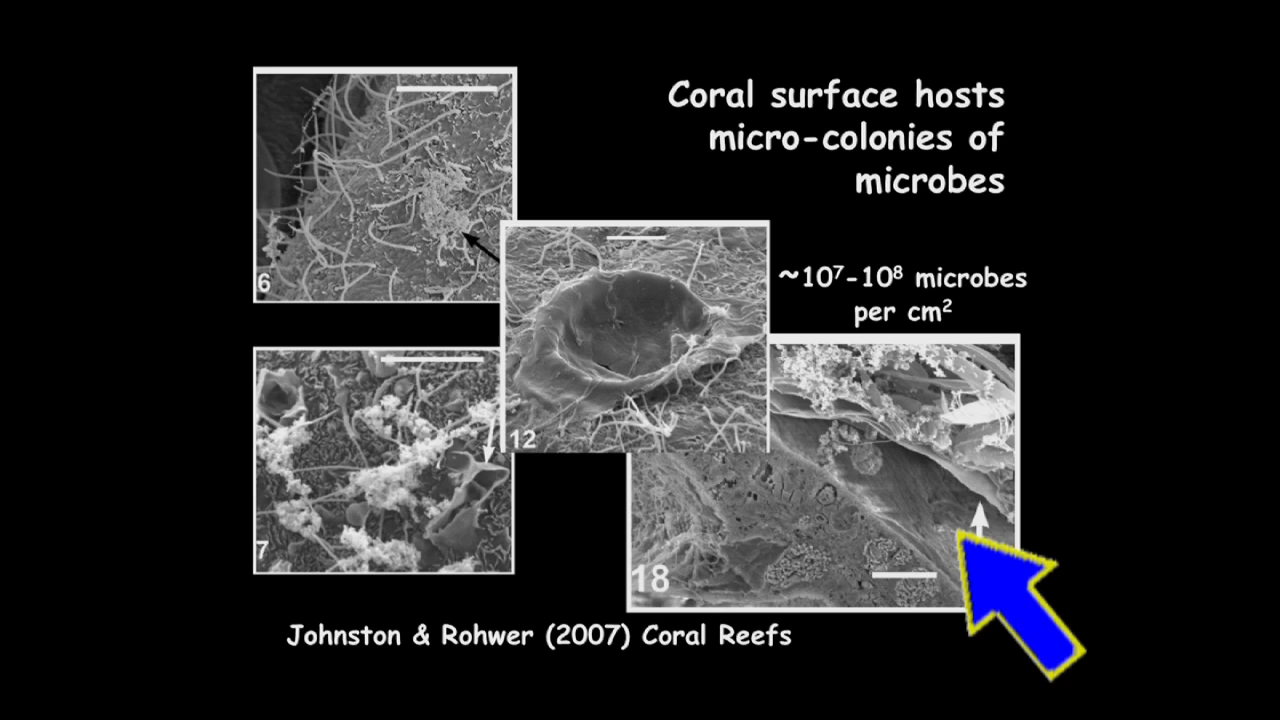 Coral surface hosts
micro-colonies of
microbes
6
~10⁷-10⁸ microbes
per cm²
12
7
18
Johnston & Rohwer (2007) Coral Reefs